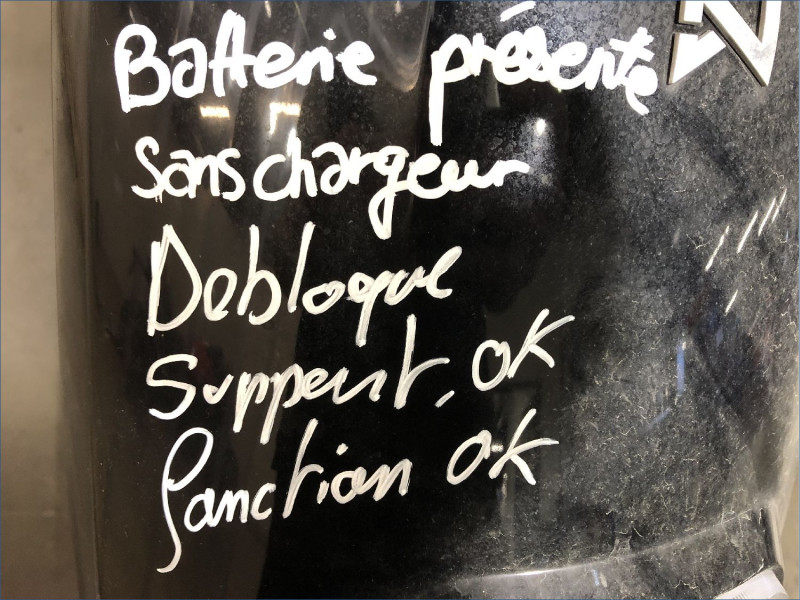 Batterie présente
Sans chargeur
Debloque
Support, OK
fonction OK